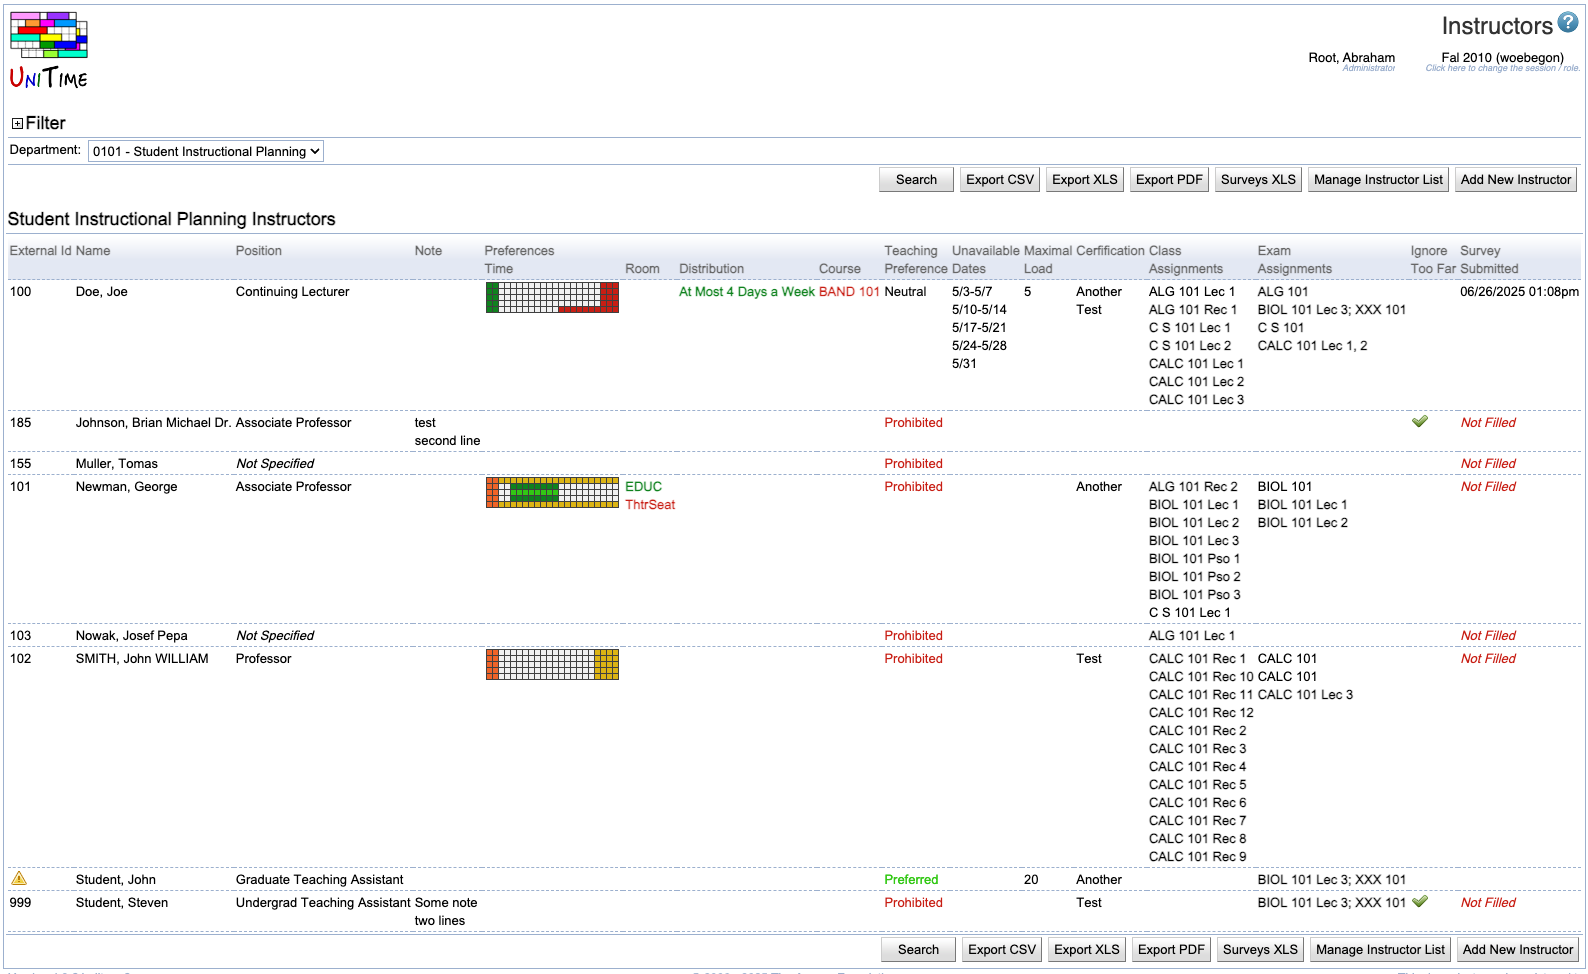 Instructors
UniTime
Root, Abraham
Administrator
Fal 2010 (woebegon)
Click here to change the session / role.
Filter
Department: 0101 - Student Instructional Planning
Search Export CSV Export XLS Export PDF Surveys XLS Manage Instructor List Add New Instructor
Student Instructional Planning Instructors
External Id Name Position Note Preferences Teaching Unavailable Maximal Cerfification Class Exam Ignore Survey
Time Room Distribution Course Preference Dates Load Assignments Assignments Too Far Submitted
100 Doe, Joe Continuing Lecturer At Most 4 Days a Week BAND 101 Neutral 5/3-5/7 5 Another ALG 101 Lec 1 ALG 101 06/26/2025 01:08pm
5/10-5/14 Test ALG 101 Rec 1 BIOL 101 Lec 3; XXX 101
5/17-5/21 C S 101 Lec 1 C S 101
5/24-5/28 C S 101 Lec 2 CALC 101 Lec 1, 2
5/31 CALC 101 Lec 1
CALC 101 Lec 2
CALC 101 Lec 3
185 Johnson, Brian Michael Dr. Associate Professor test Prohibited Not Filled
second line
155 Muller, Tomas Not Specified Prohibited Not Filled
101 Newman, George Associate Professor EDUC Prohibited Another ALG 101 Rec 2 BIOL 101 Not Filled
ThtrSeat BIOL 101 Lec 1 BIOL 101 Lec 1
BIOL 101 Lec 2 BIOL 101 Lec 2
BIOL 101 Lec 3
BIOL 101 Pso 1
BIOL 101 Pso 2
BIOL 101 Pso 3
C S 101 Lec 1
103 Nowak, Josef Pepa Not Specified Prohibited ALG 101 Lec 1 Not Filled
102 SMITH, John WILLIAM Professor Prohibited Test CALC 101 Rec 1 CALC 101 Not Filled
CALC 101 Rec 10 CALC 101
CALC 101 Rec 11 CALC 101 Lec 3
CALC 101 Rec 12
CALC 101 Rec 2
CALC 101 Rec 3
CALC 101 Rec 4
CALC 101 Rec 5
CALC 101 Rec 6
CALC 101 Rec 7
CALC 101 Rec 8
CALC 101 Rec 9
Student, John Graduate Teaching Assistant Preferred 20 Another BIOL 101 Lec 3; XXX 101
999 Student, Steven Undergrad Teaching Assistant Some note Prohibited Test BIOL 101 Lec 3; XXX 101 Not Filled
two lines
Search Export CSV Export XLS Export PDF Surveys XLS Manage Instructor List Add New Instructor